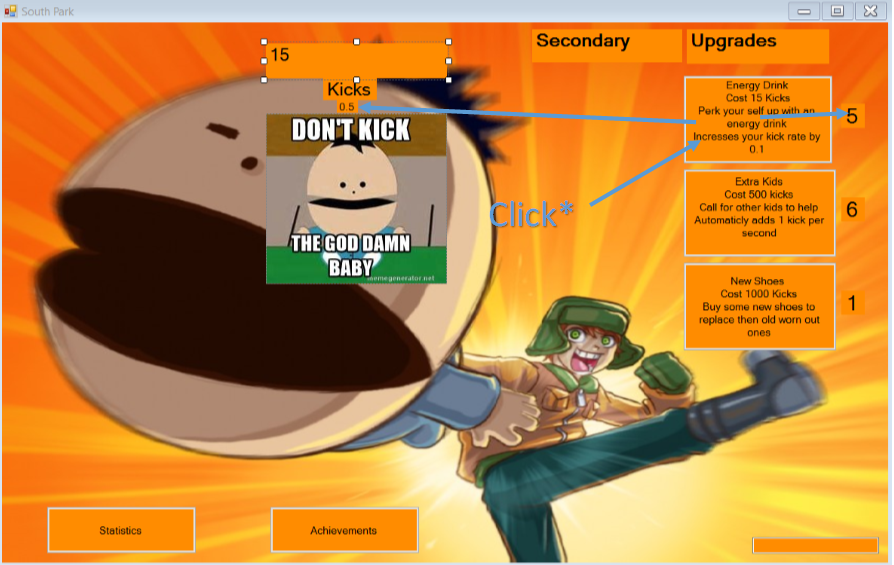 South Park
15
Secondary
Upgrades
Kicks
0.5
DON'T KICK
THE GOD DAMN
BABY
memegenerator.net
Energy Drink
Cost 15 Kicks
Perk your self up with an
energy drink
Increses your kick rate by
0.1
5
Click*
Extra Kids
Cost 500 kicks
Call for other kids to help
Automaticly adds 1 kick per
second
6
New Shoes
Cost 1000 Kicks
Buy some new shoes to
replace then old worn out
ones
1
Statistics
Achievements